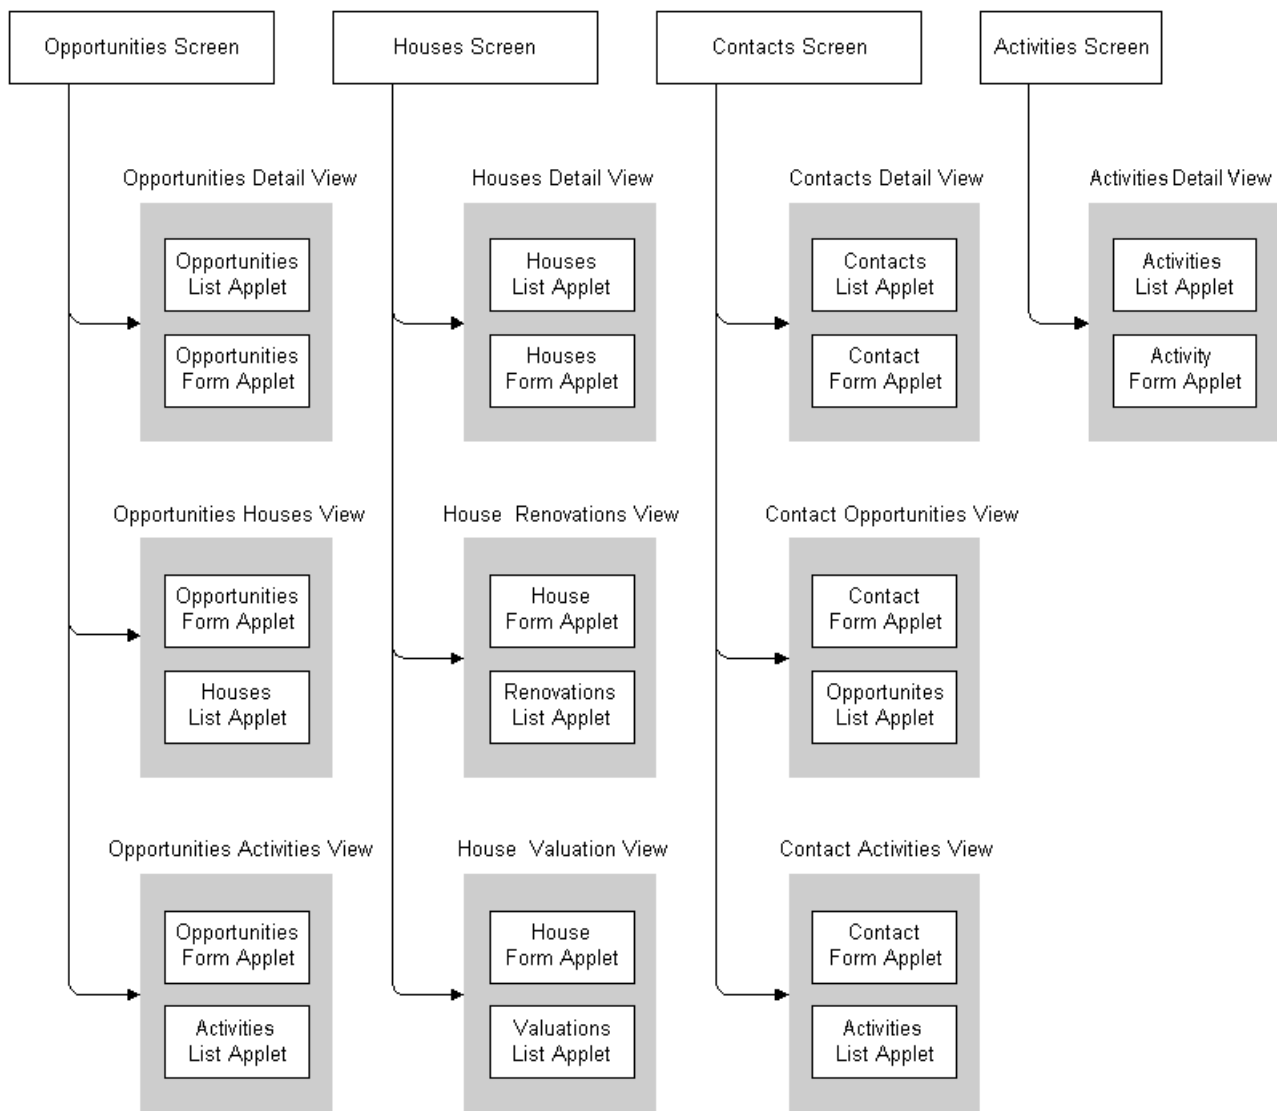 Opportunities Screen
Houses Screen
Contacts Screen
Activities Screen
Opportunities Detail View
Houses Detail View
Contacts Detail View
Activities Detail View
Opportunities
List Applet
Houses
List Applet
Contacts
List Applet
Activities
List Applet
Opportunities
Form Applet
Houses
Form Applet
Contact
Form Applet
Activity
Form Applet
Opportunities Houses View
House Renovations View
Contact Opportunities View
Opportunities
Form Applet
House
Form Applet
Contact
Form Applet
Houses
List Applet
Renovations
List Applet
Opportunites
List Applet
Opportunities Activities View
House Valuation View
Contact Activities View
Opportunities
Form Applet
House
Form Applet
Contact
Form Applet
Activities
List Applet
Valuations
List Applet
Activities
List Applet